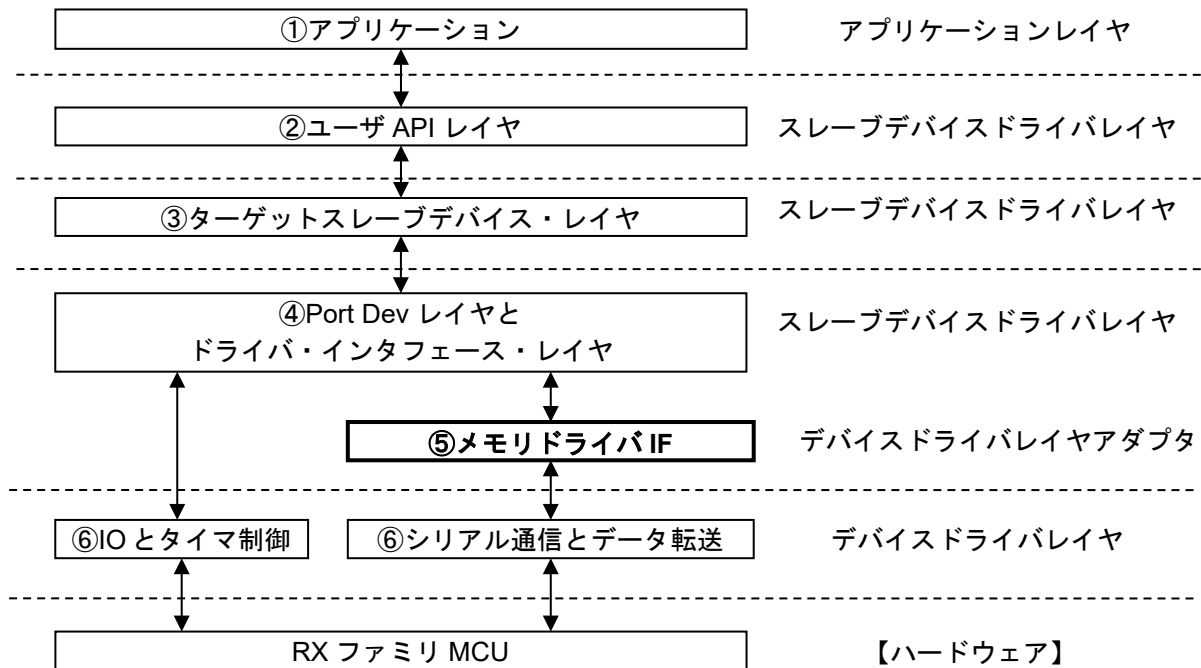 ①アプリケーション
アプリケーションレイヤ
②ユーザ API レイヤ
スレーブデバイスドライバレイヤ
③ターゲットスレーブデバイス・レイヤ
スレーブデバイスドライバレイヤ
④Port Dev レイヤと
ドライバ・インタフェース・レイヤ
スレーブデバイスドライバレイヤ
⑤メモリドライバ IF
デバイスドライバレイヤアダプタ
⑥IO とタイマ制御
⑥シリアル通信とデータ転送
デバイスドライバレイヤ
RX ファミリ MCU
【ハードウェア】